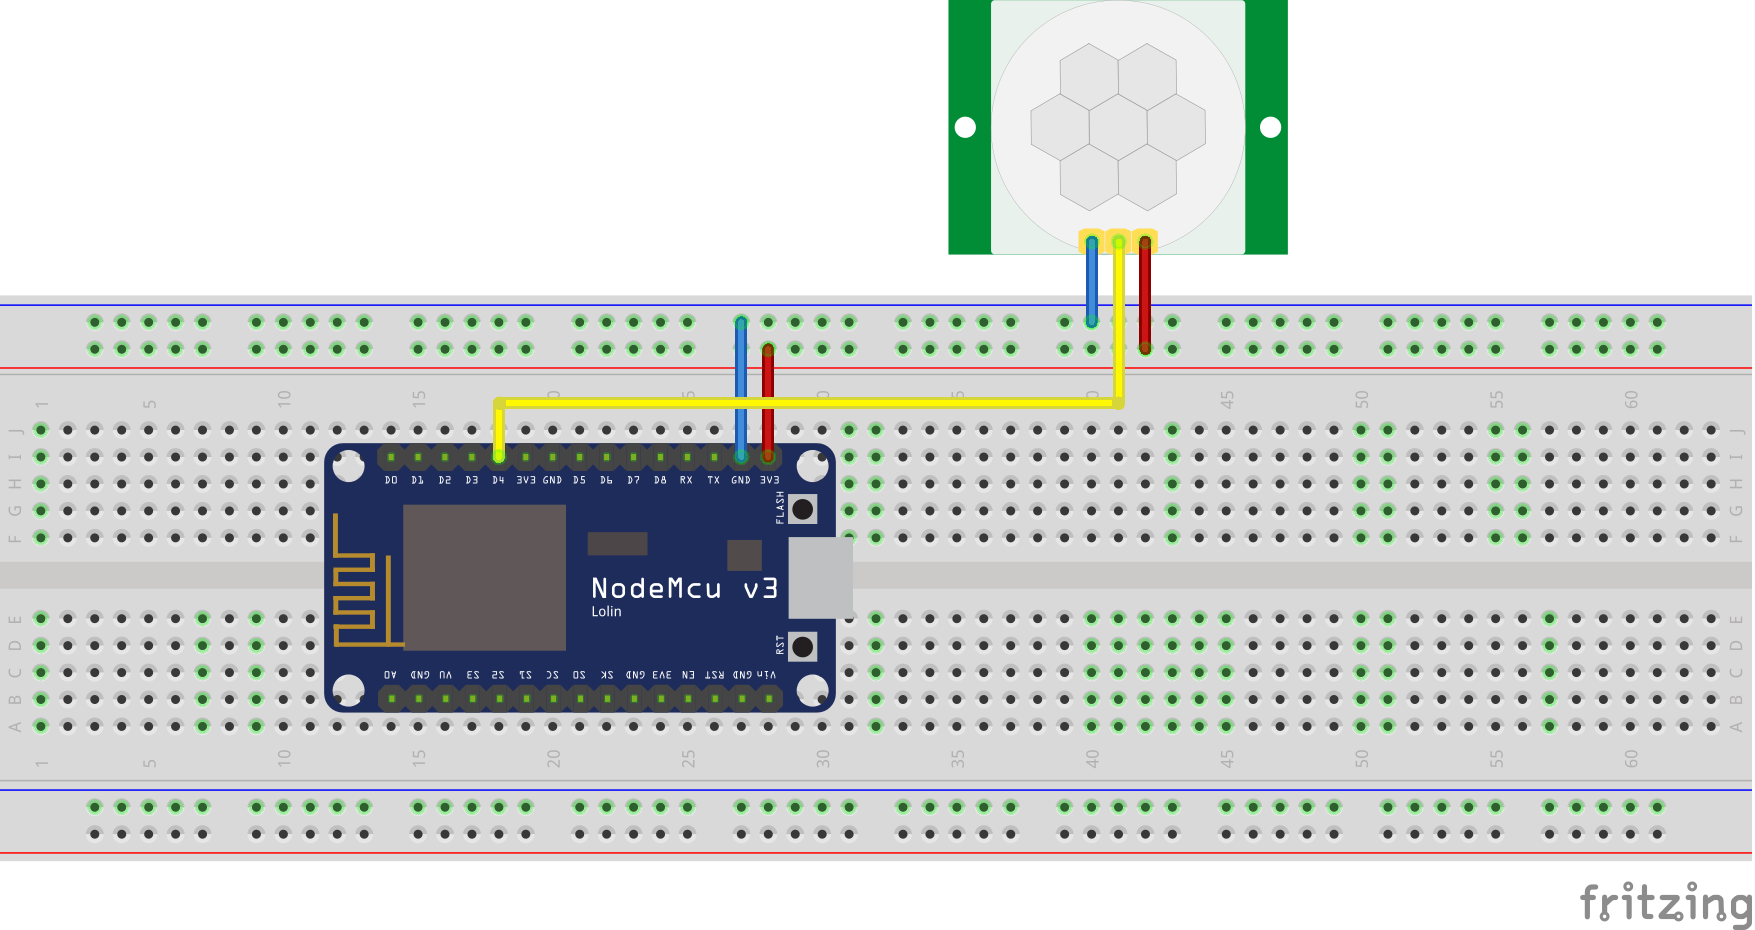 1 5 10 15 20 25 30 35 40 45 50 55 60
J J
I I
H H
G G
F F
D0 D1 D2 D3 D4 3V3 GND D5 D6 D7 D8 RX TX GND 3V3
FLASH
NodeMcu v3
Lolin
RST
E E
D D
C C
B B
A A
A0 GND VU S3 S2 S1 SC S0 SK GND 3V3 EN RST GND Vin
1 5 10 15 20 25 30 35 40 45 50 55 60
fritzing